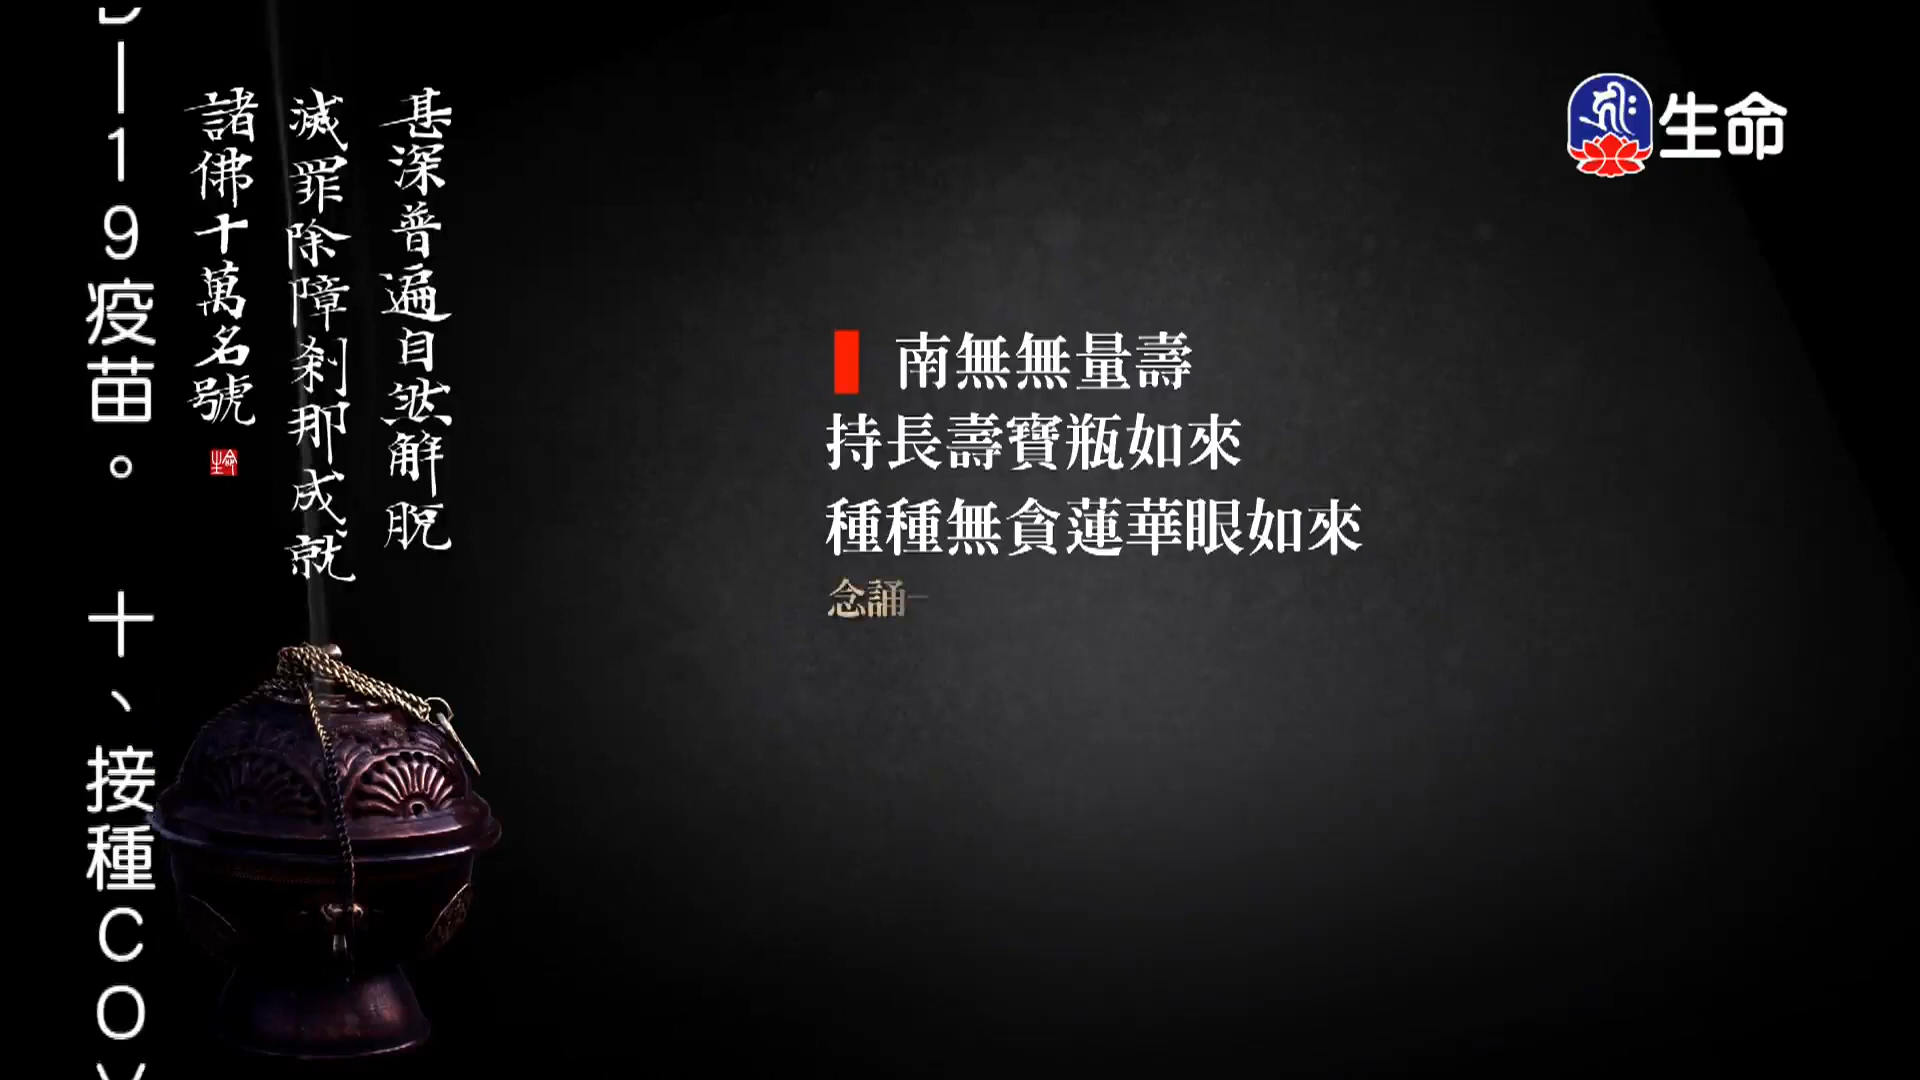 甚深普遍自然解脫
滅罪除障剎那成就
諸佛十萬名號
D—19疫苗。 十、接種COV
生命
南無無量壽
持長壽寶瓶如來
種種無貪蓮華眼如來
念誦